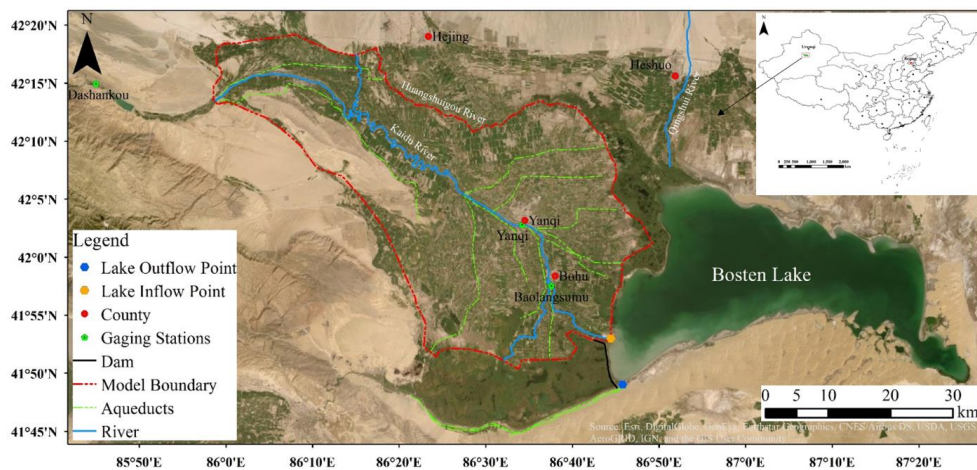 42°20'N
42°15'N
42°10'N
42°5'N
42°0'N
41°55'N
41°50'N
41°45'N
N
Hejing
Heshuo
Dashankou
Huangshuigou River
Qingshui River
Kaidu River
Yanqi
Yanqi
Bohu
Baolangsumu
Bosten Lake
Legend
Lake Outflow Point
Lake Inflow Point
County
Gaging Stations
Dam
Model Boundary
Aqueducts
River
N
Urumqi
Beijing
km
0 5 10 20 30
km
Source: Esri, DigitalGlobe, GeoEye, Earthstar Geographics, CNES/Airbus DS, USDA, USGS,
AeroGRID, IGN, and the GIS User Community
85°50'E 86°0'E 86°10'E 86°20'E 86°30'E 86°40'E 86°50'E 87°0'E 87°10'E 87°20'E